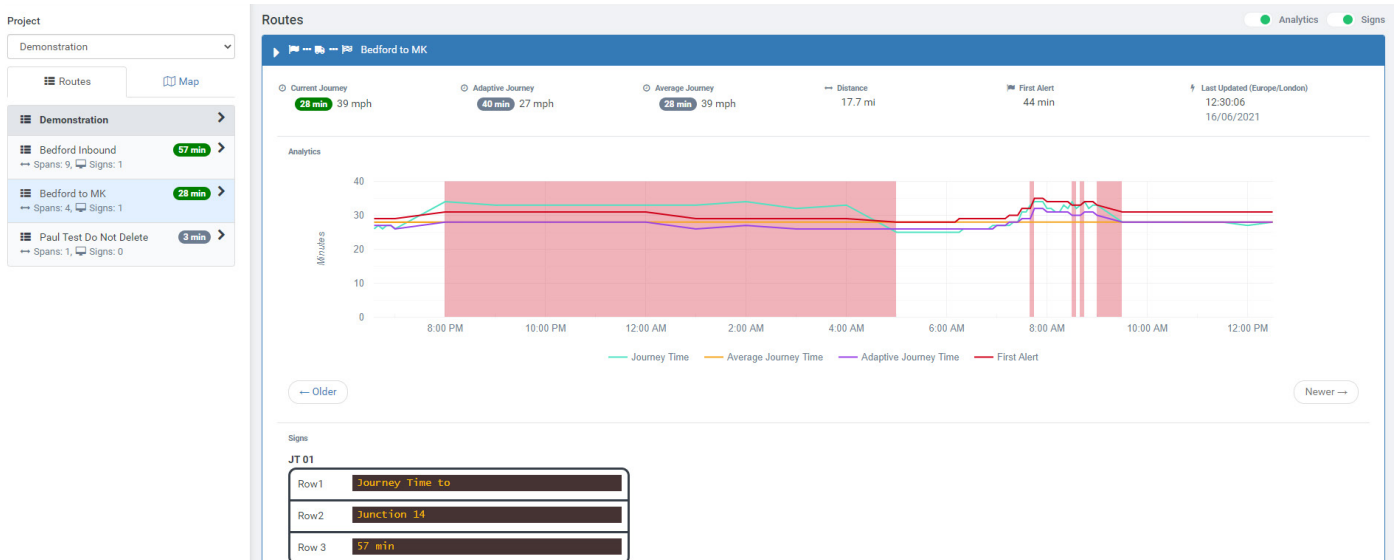 Project
Demonstration
Routes
Map
Demonstration
Bedford Inbound
57 min
Spans: 9, Signs: 1
Bedford to MK
28 min
Spans: 4, Signs: 1
Paul Test Do Not Delete
3 min
Spans: 1, Signs: 0
Routes
Analytics
Signs
Bedford to MK
Current Journey
28 min 39 mph
Adaptive Journey
40 min 27 mph
Average Journey
28 min 39 mph
Distance
17.7 mi
First Alert
44 min
Last Updated (Europe/London)
12:30:06
16/06/2021
Analytics
Minutes
40
30
20
10
0
8:00 PM 10:00 PM 12:00 AM 2:00 AM 4:00 AM 6:00 AM 8:00 AM 10:00 AM 12:00 PM
Journey Time Average Journey Time Adaptive Journey Time First Alert
← Older
Newer →
Signs
JT 01
Row1 Journey Time to
Row2 Junction 14
Row 3 57 min